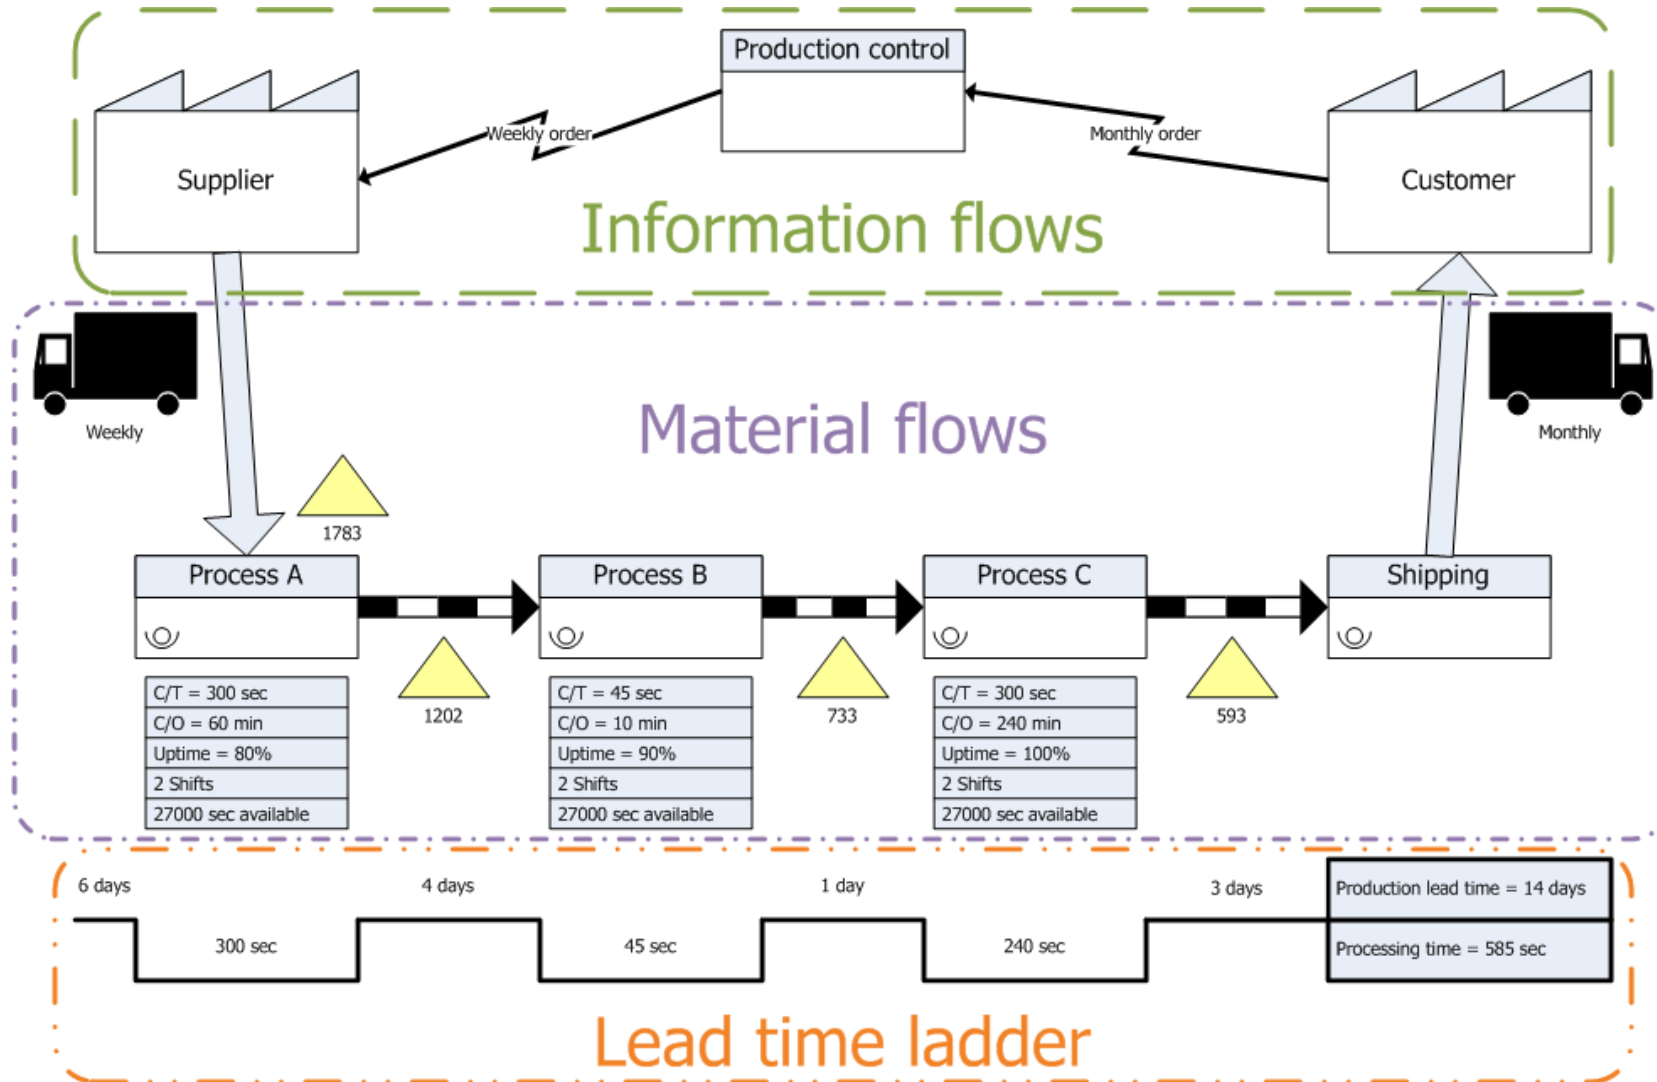 Production control
Supplier
Weekly order
Monthly order
Customer
Information flows
Weekly
Material flows
Monthly
1783
Process A
Process B
Process C
Shipping
1202
733
593
C/T = 300 sec
C/O = 60 min
Uptime = 80%
2 Shifts
27000 sec available
C/T = 45 sec
C/O = 10 min
Uptime = 90%
2 Shifts
27000 sec available
C/T = 300 sec
C/O = 240 min
Uptime = 100%
2 Shifts
27000 sec available
6 days
4 days
1 day
3 days
Production lead time = 14 days
300 sec
45 sec
240 sec
Processing time = 585 sec
Lead time ladder